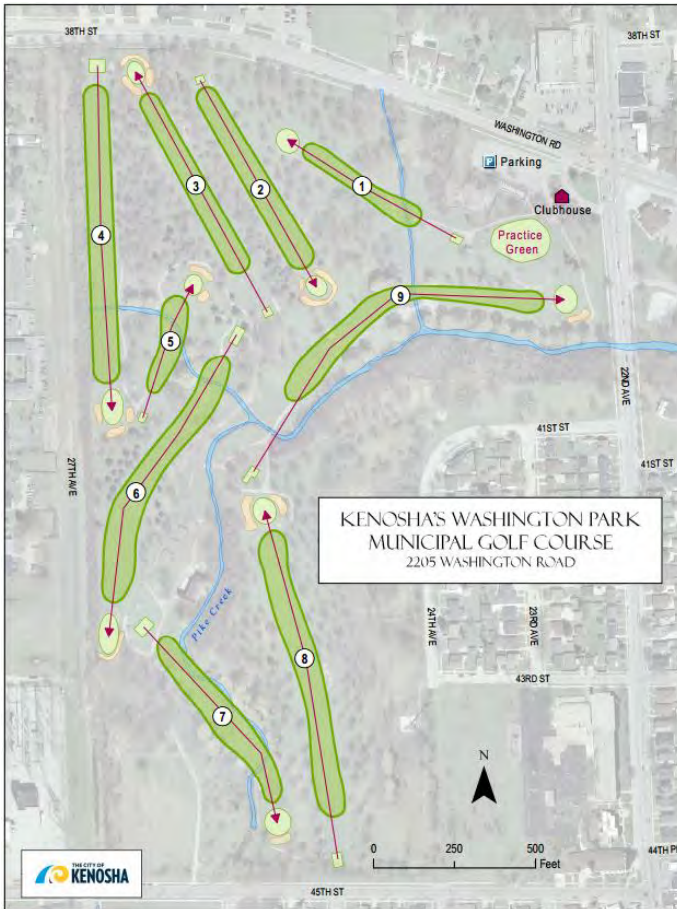 38TH ST
38TH ST
WASHINGTON RD
P Parking
Clubhouse
Practice
Green
1
2
3
4
5
6
7
8
9
22ND AVE
27TH AVE
41ST ST
41ST ST
KENOSHA'S WASHINGTON PARK
MUNICIPAL GOLF COURSE
2205 WASHINGTON ROAD
Pike Creek
24TH AVE
23RD AVE
43RD ST
N
0 250 500
Feet
44TH P
THE CITY OF
KENOSHA
45TH ST